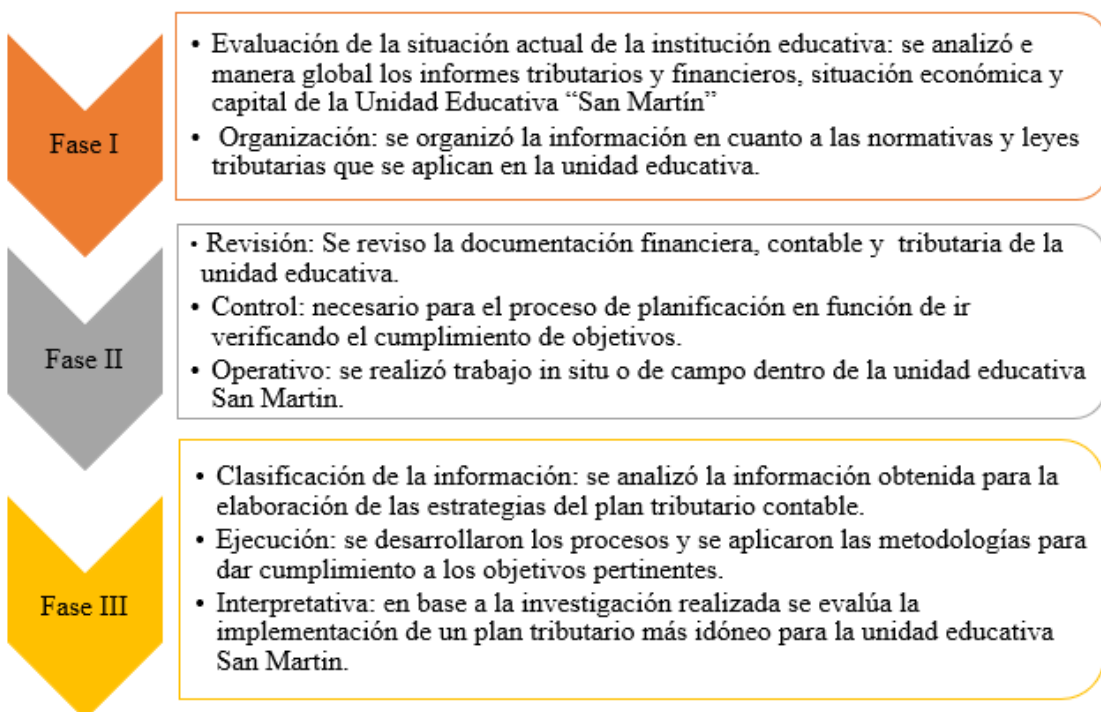 Fase I
• Evaluación de la situación actual de la institución educativa: se analizó e
manera global los informes tributarios y financieros, situación económica y
capital de la Unidad Educativa “San Martín”
• Organización: se organizó la información en cuanto a las normativas y leyes
tributarias que se aplican en la unidad educativa.
Fase II
• Revisión: Se reviso la documentación financiera, contable y tributaria de la
unidad educativa.
• Control: necesario para el proceso de planificación en función de ir
verificando el cumplimiento de objetivos.
• Operativo: se realizó trabajo in situ o de campo dentro de la unidad educativa
San Martin.
Fase III
• Clasificación de la información: se analizó la información obtenida para la
elaboración de las estrategias del plan tributario contable.
• Ejecución: se desarrollaron los procesos y se aplicaron las metodologías para
dar cumplimiento a los objetivos pertinentes.
• Interpretativa: en base a la investigación realizada se evalúa la
implementación de un plan tributario más idóneo para la unidad educativa
San Martin.